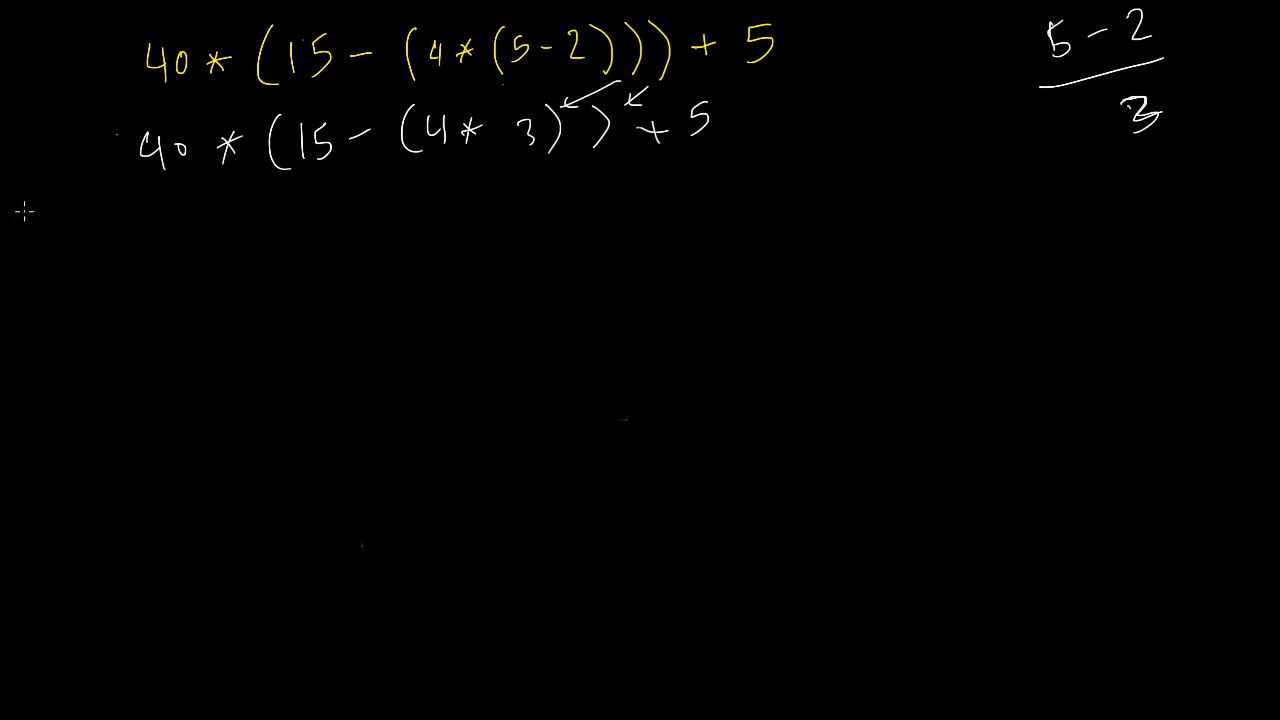 40 * (15 - (4 * (5 - 2))) + 5
40 * (15 - (4 * 3)) + 5
5 - 2
3